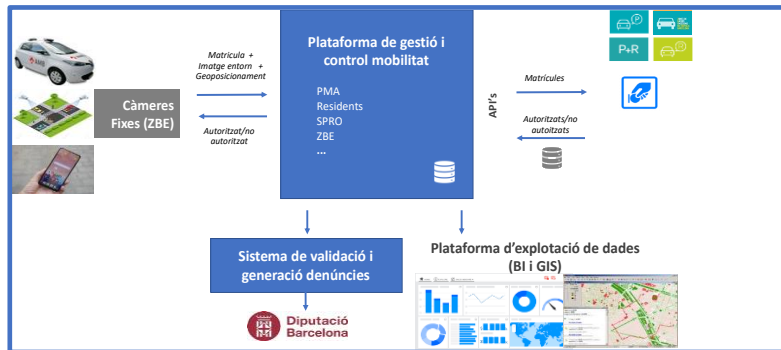 Càmeres
Fixes (ZBE)
Matricula +
Imatge entorn +
Geoposicionament
Autoritzat/no
autoritzat
Plataforma de gestió i
control mobilitat
PMA
Residents
SPRO
ZBE
...
API's
Matrícules
Autoritzats/no
autoitzats
P+R
Sistema de validació i
generació denúncies
Diputació
Barcelona
Plataforma d'explotació de dades
(BI i GIS)